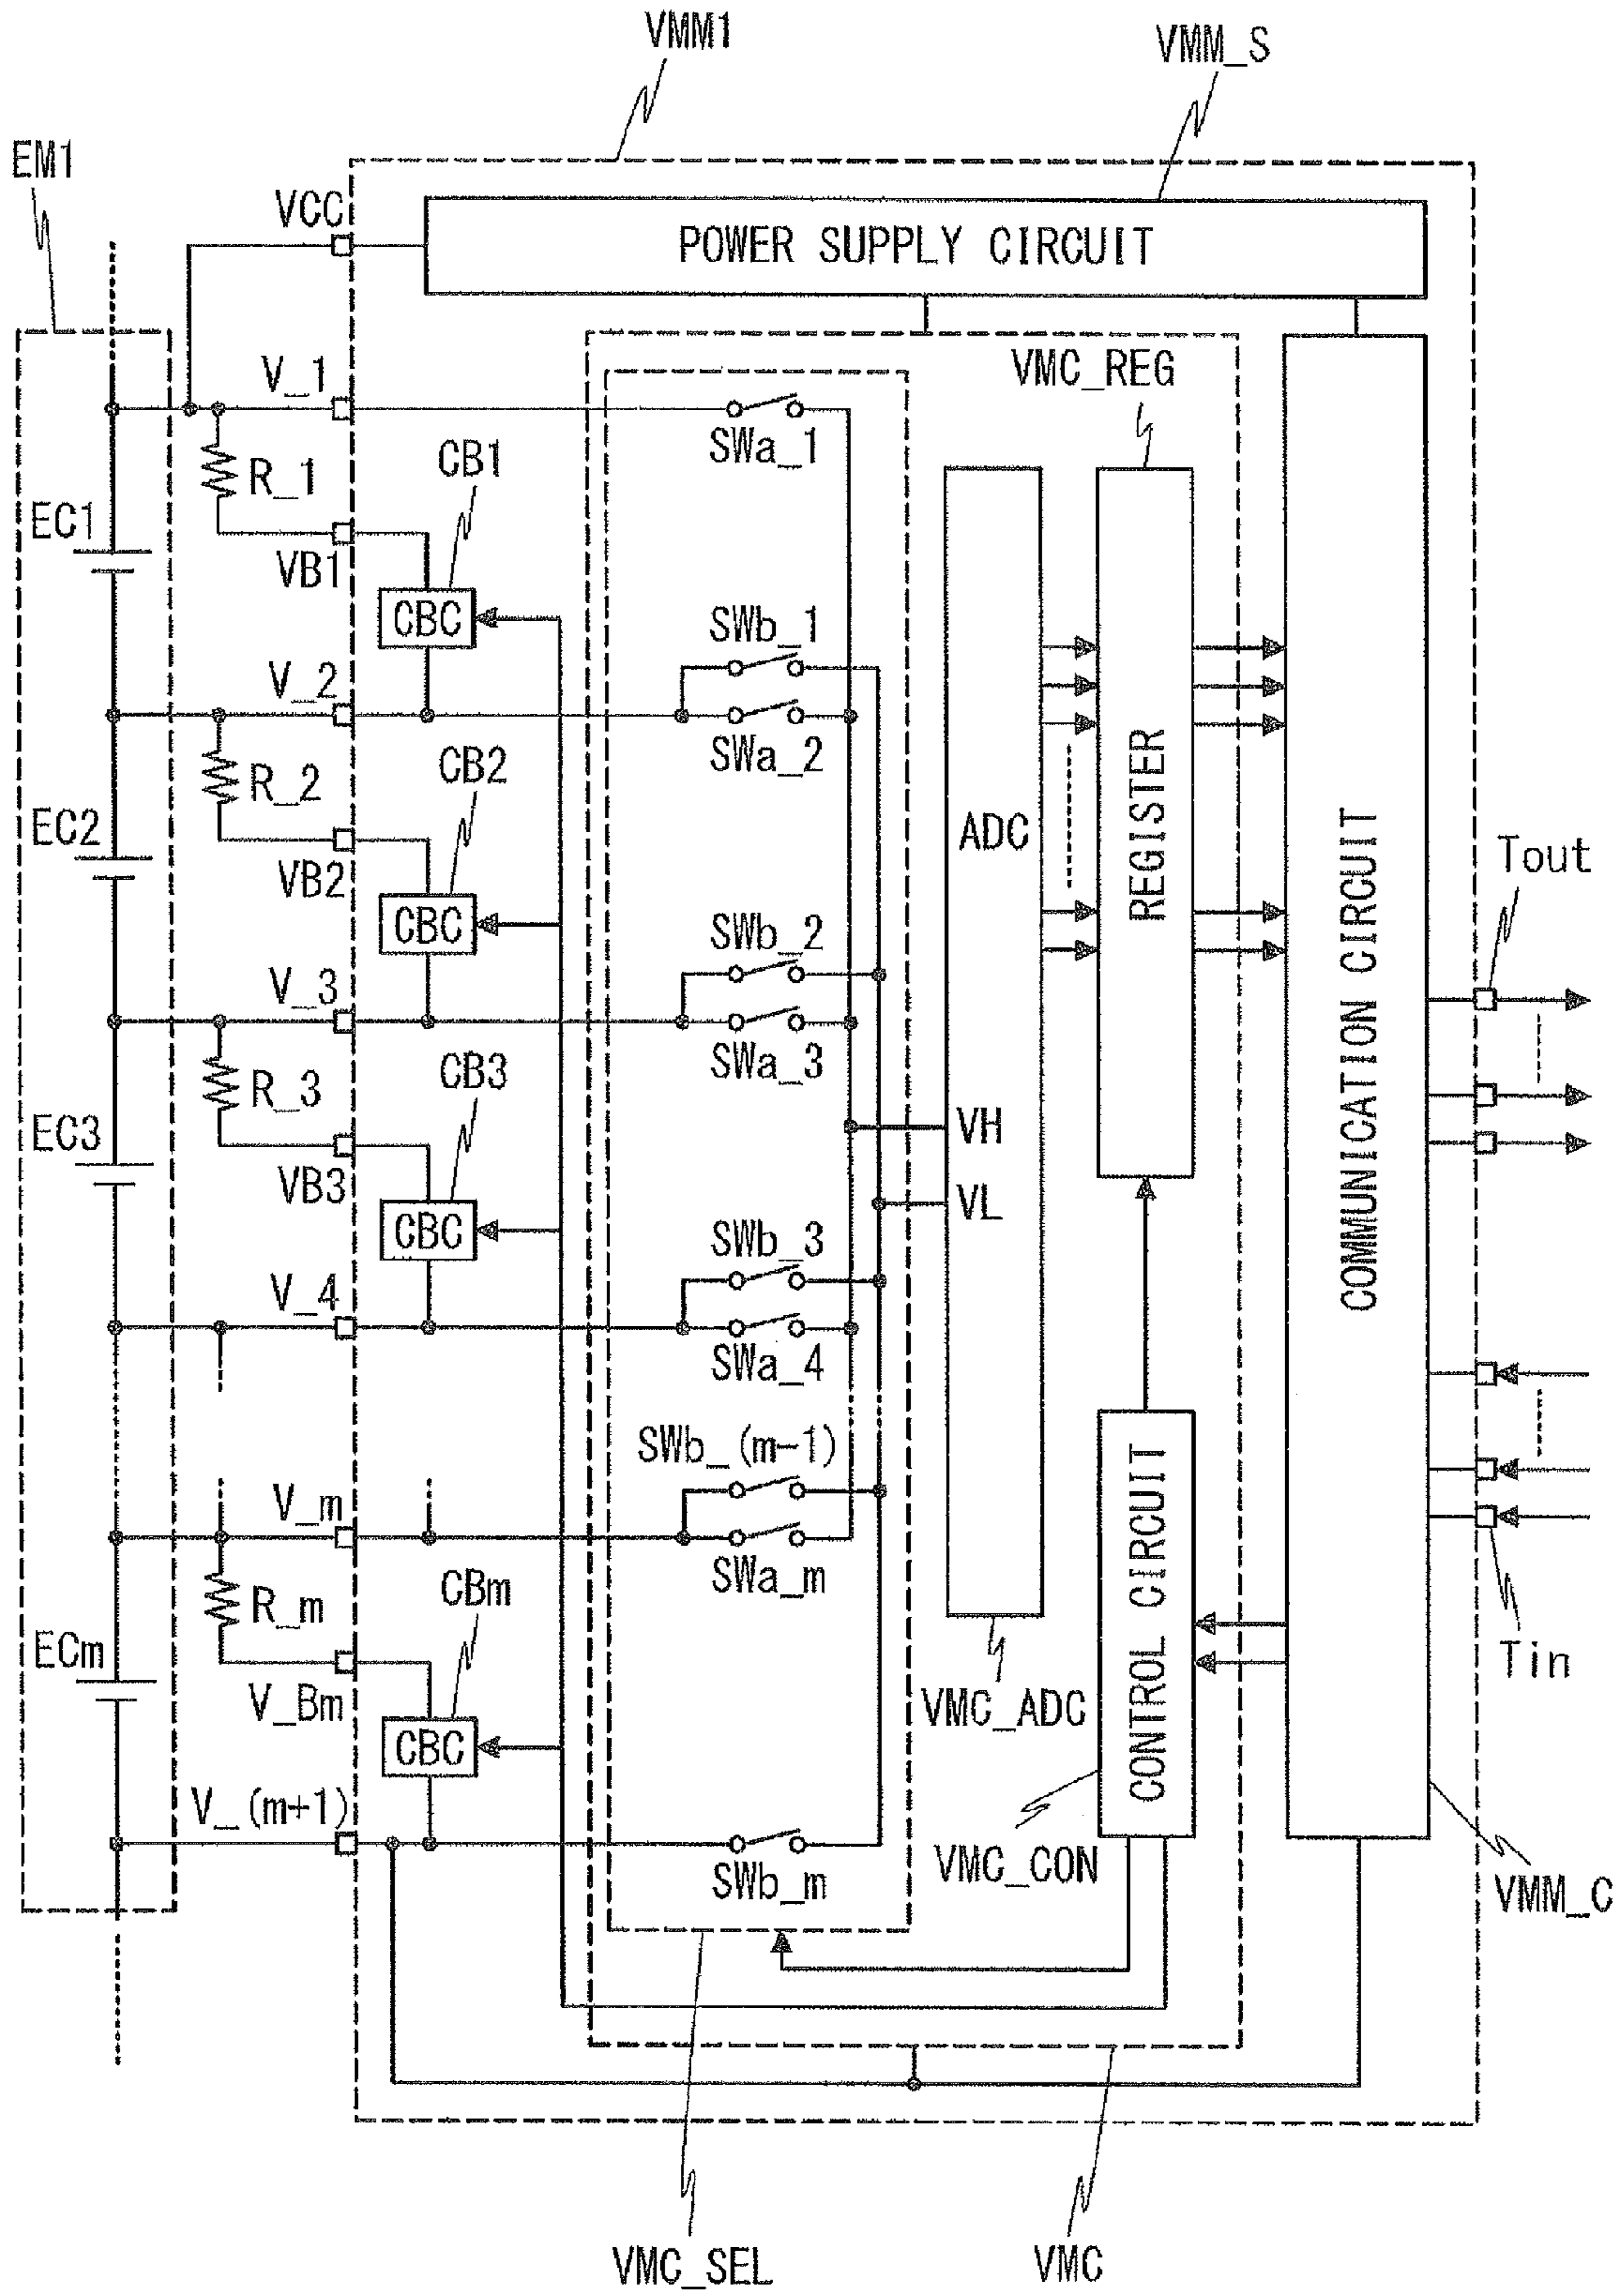 VMM1
VMM_S
EM1
VCC
POWER SUPPLY CIRCUIT
V_1
VMC_REG
SWa_1
R_1
CB1
EC1
VB1
CBC
SWb_1
V_2
SWa_2
R_2
CB2
EC2
VB2
CBC
ADC
REGISTER
COMMUNICATION CIRCUIT
Tout
SWb_2
V_3
SWa_3
R_3
CB3
EC3
VH
VB3
VL
CBC
SWb_3
V_4
SWa_4
SWb_(m-1)
V_m
SWa_m
R_m
CBm
CONTROL CIRCUIT
Tin
ECm
V_Bm
VMC_ADC
CBC
V_(m+1)
SWb_m
VMC_CON
VMM_C
VMC_SEL
VMC